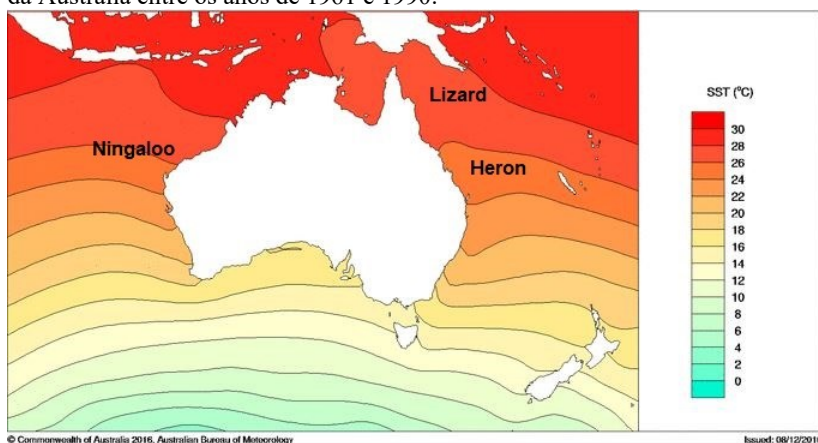 da Austrália entre os anos de 1961 e 1990.
SST (°C)
Lizard
Ningaloo
Heron
30
28
26
24
22
20
18
16
14
12
10
8
6
4
2
0
© Commonwealth of Australia 2016, Australian Bureau of Meteorology
Issued: 08/12/2016